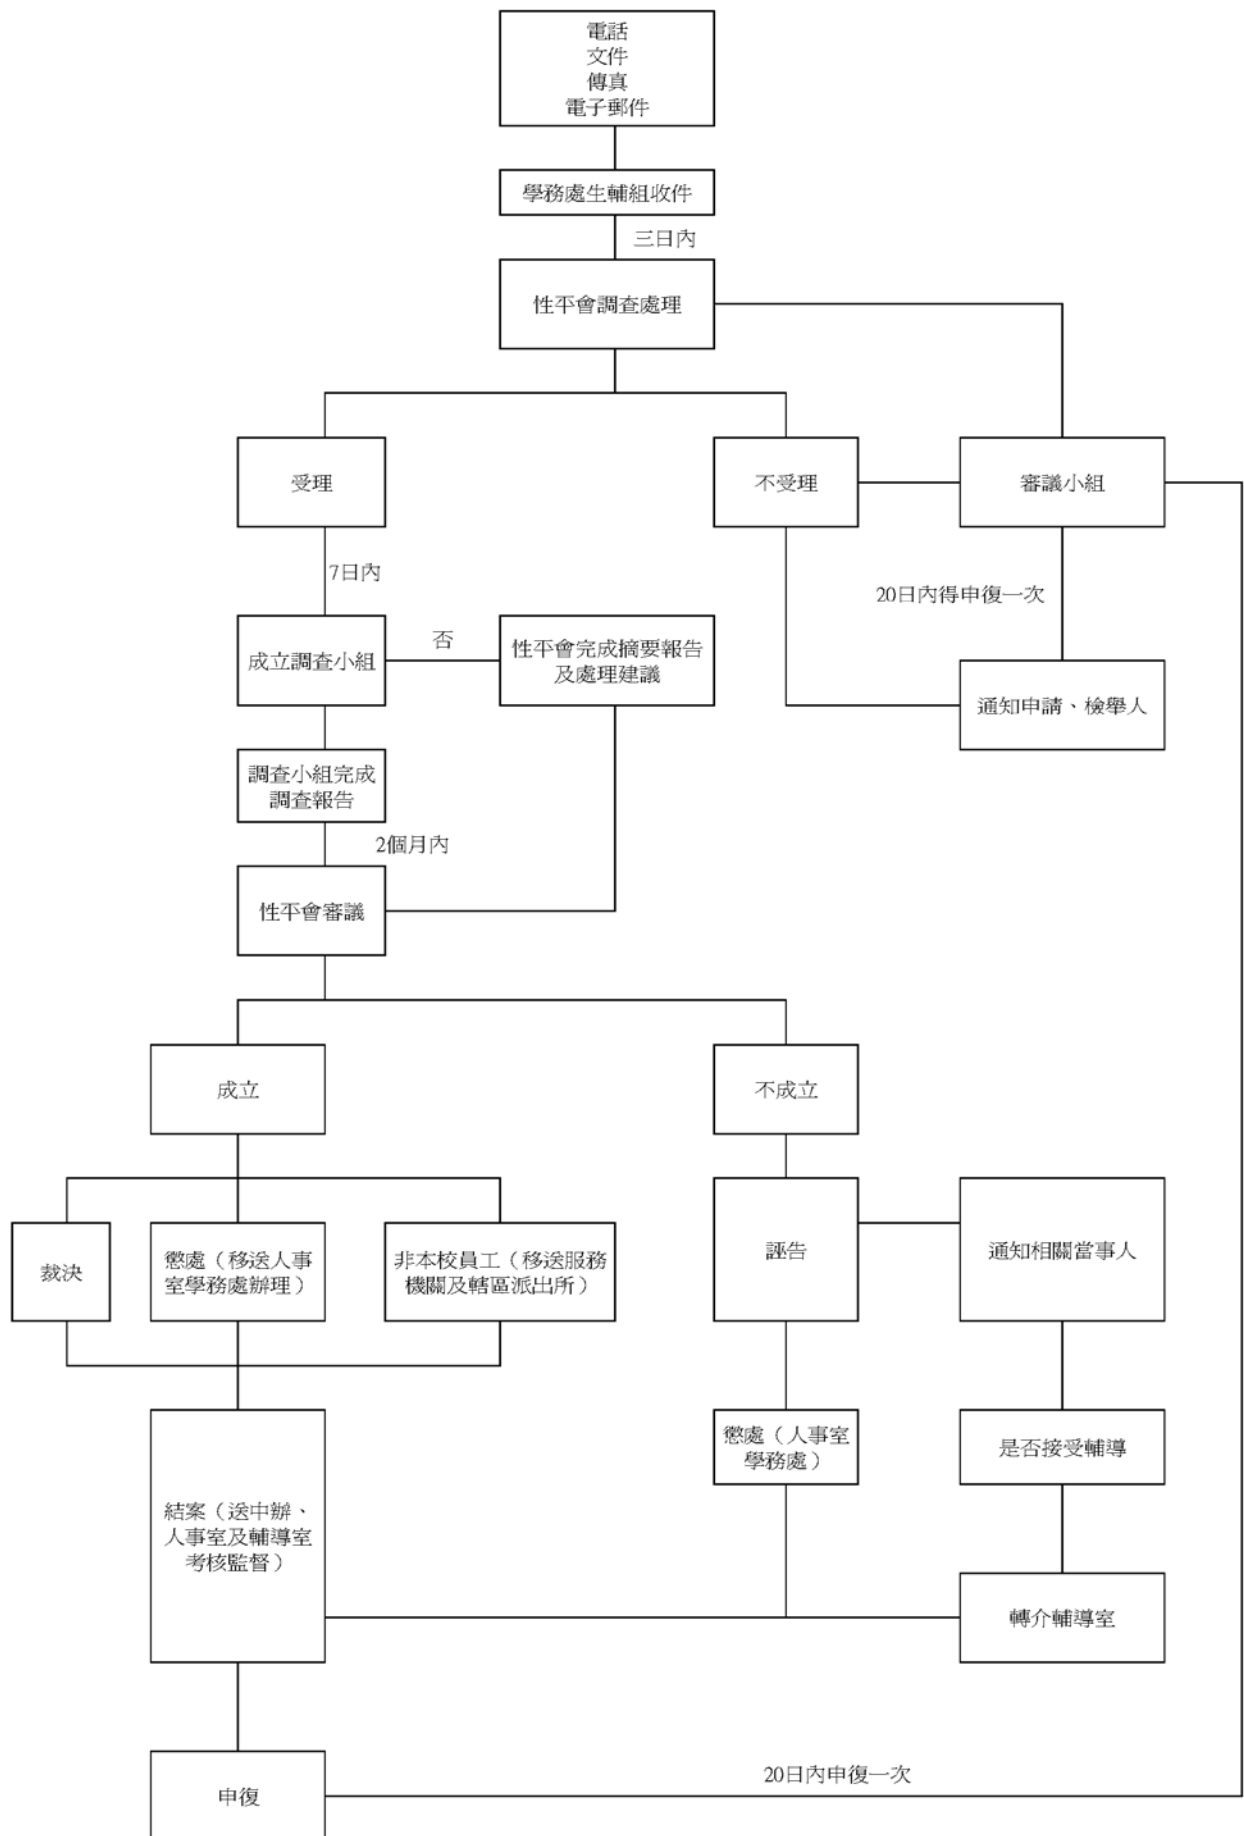 電話
文件
傳真
電子郵件
學務處生輔組收件
三日內
性平會調查處理
受理
不受理
審議小組
7日內
20日內得申復一次
成立調查小組
否
性平會完成摘要報告
及處理建議
通知申請、檢舉人
調查小組完成
調查報告
2個月內
性平會審議
成立
不成立
裁決
懲處（移送人事
室學務處辦理）
非本校員工（移送服務
機關及轄區派出所）
誣告
通知相關當事人
懲處（人事室
學務處）
是否接受輔導
結案（送中辦、
人事室及輔導室
考核監督）
轉介輔導室
申復
20日內申復一次